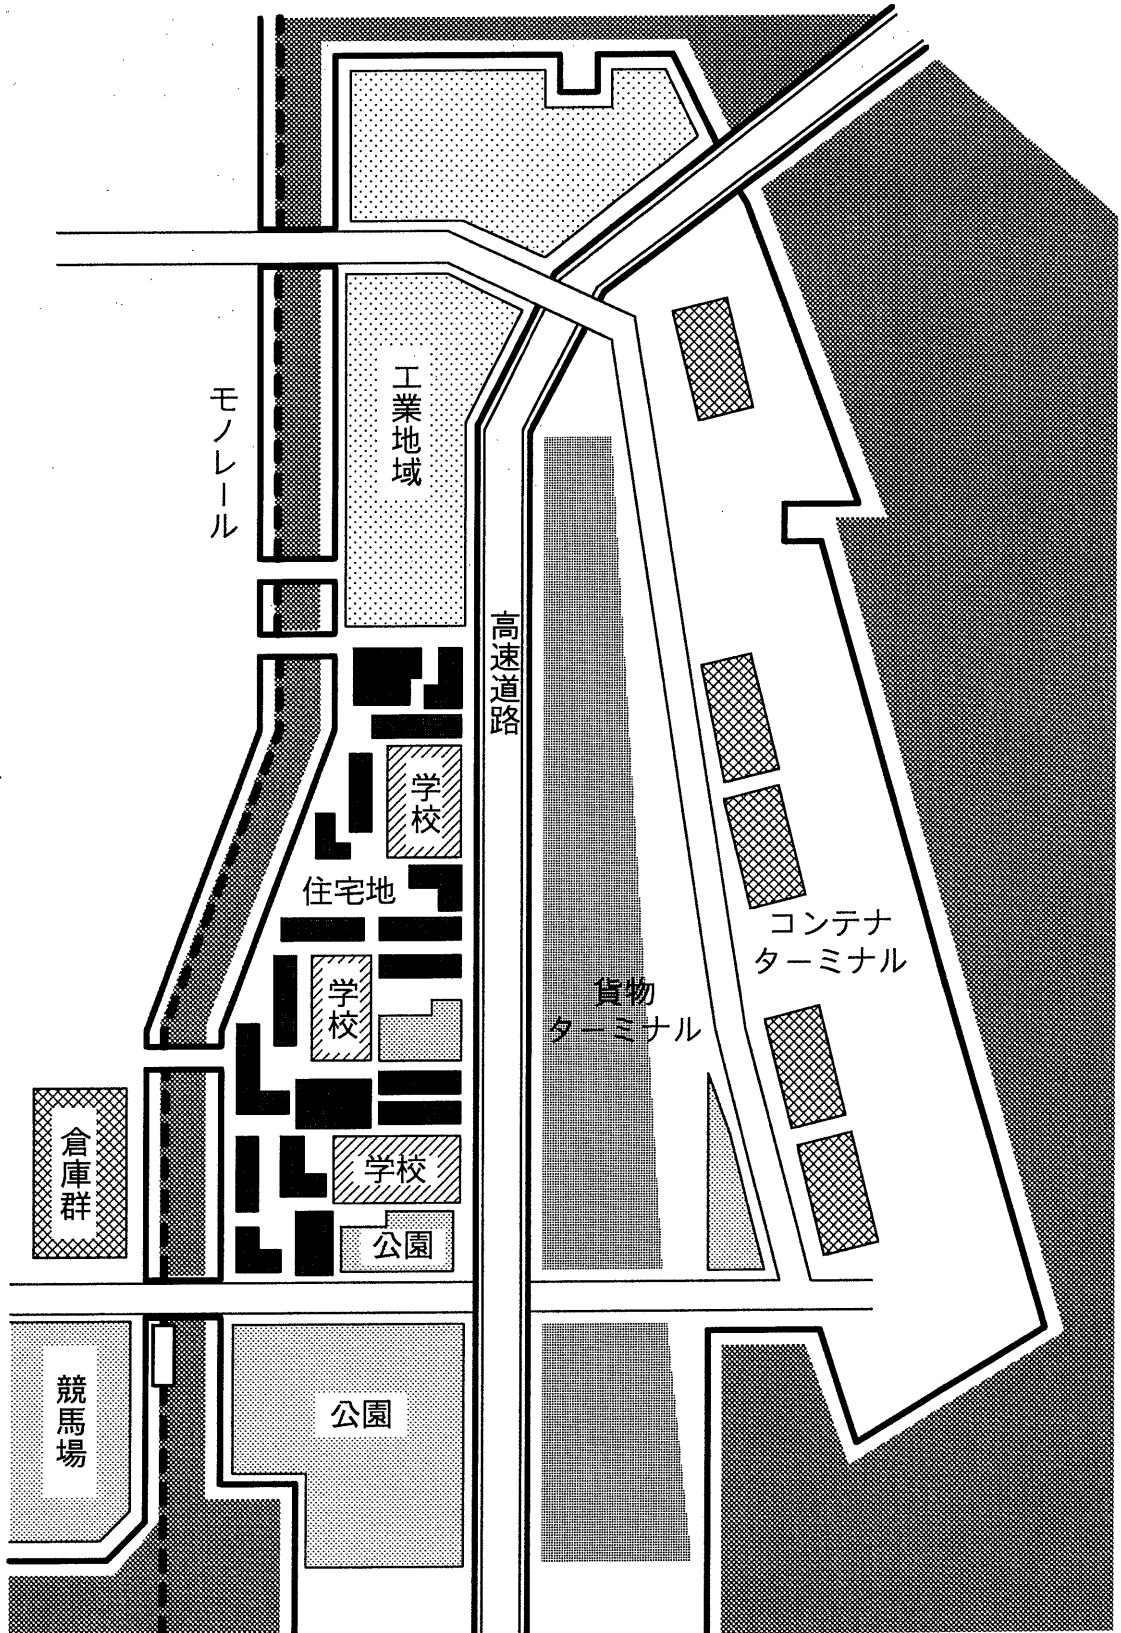 工業地域
モノレール
高速道路
学校
住宅地
コンテナ
ターミナル
学校
貨物
ターミナル
倉庫群
学校
公園
競馬場
公園